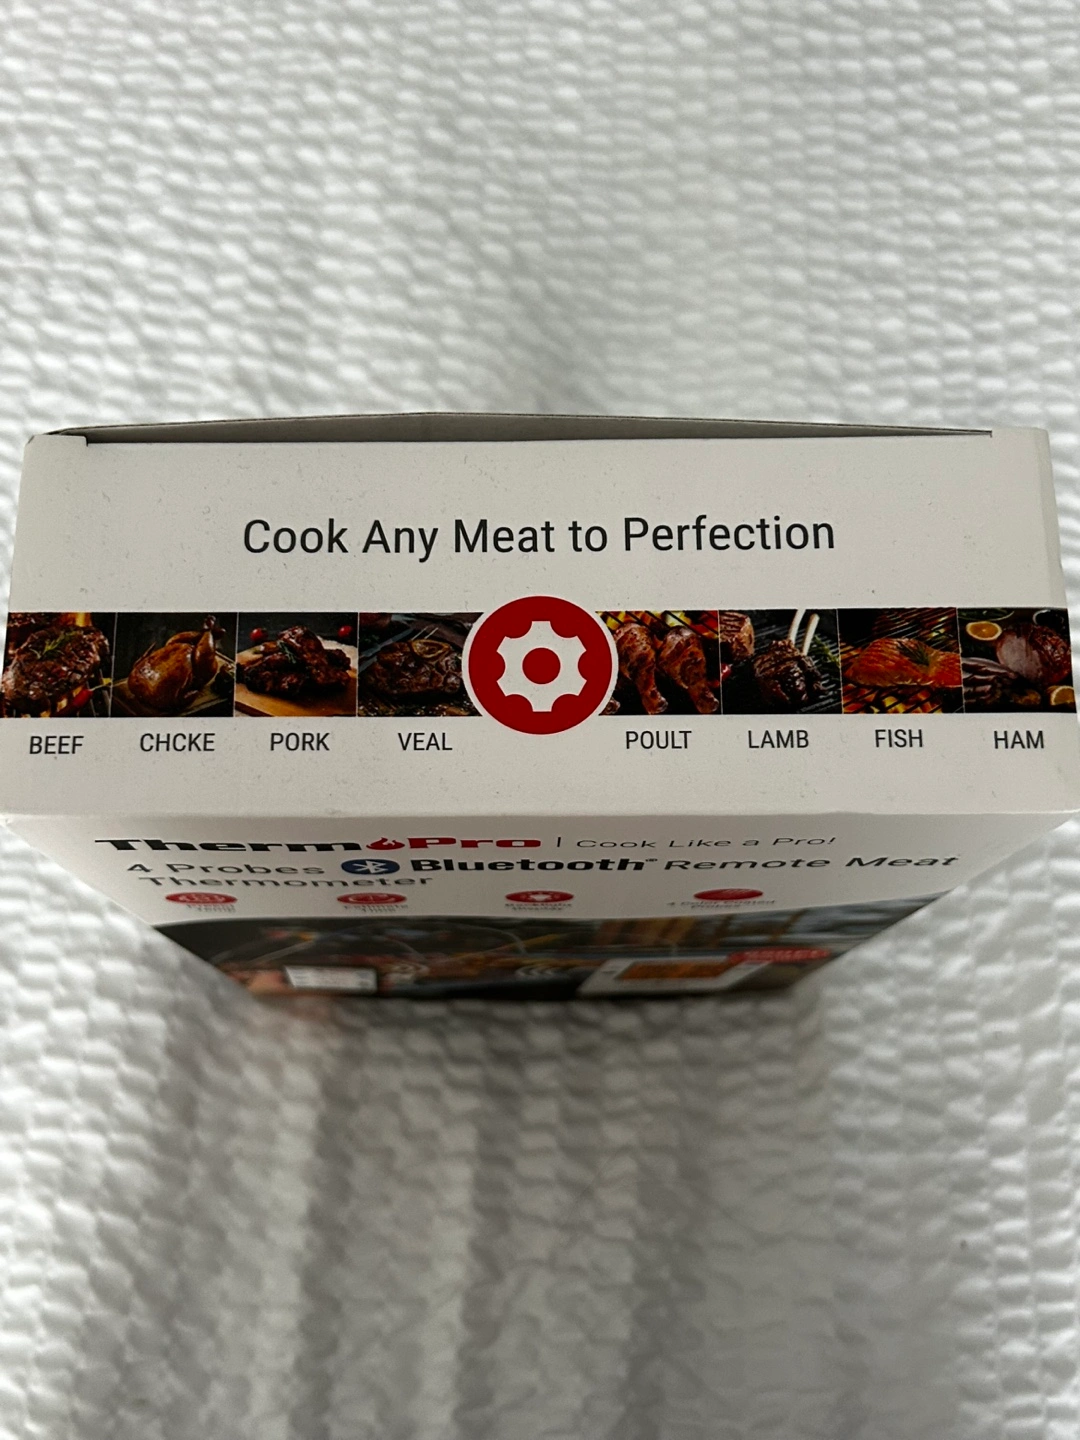 Cook Any Meat to Perfection
BEEF CHCKE PORK VEAL POULT LAMB FISH HAM
ThermoPro | Cook Like a Pro!
4 Probes Bluetooth® Remote Meat
Thermometer